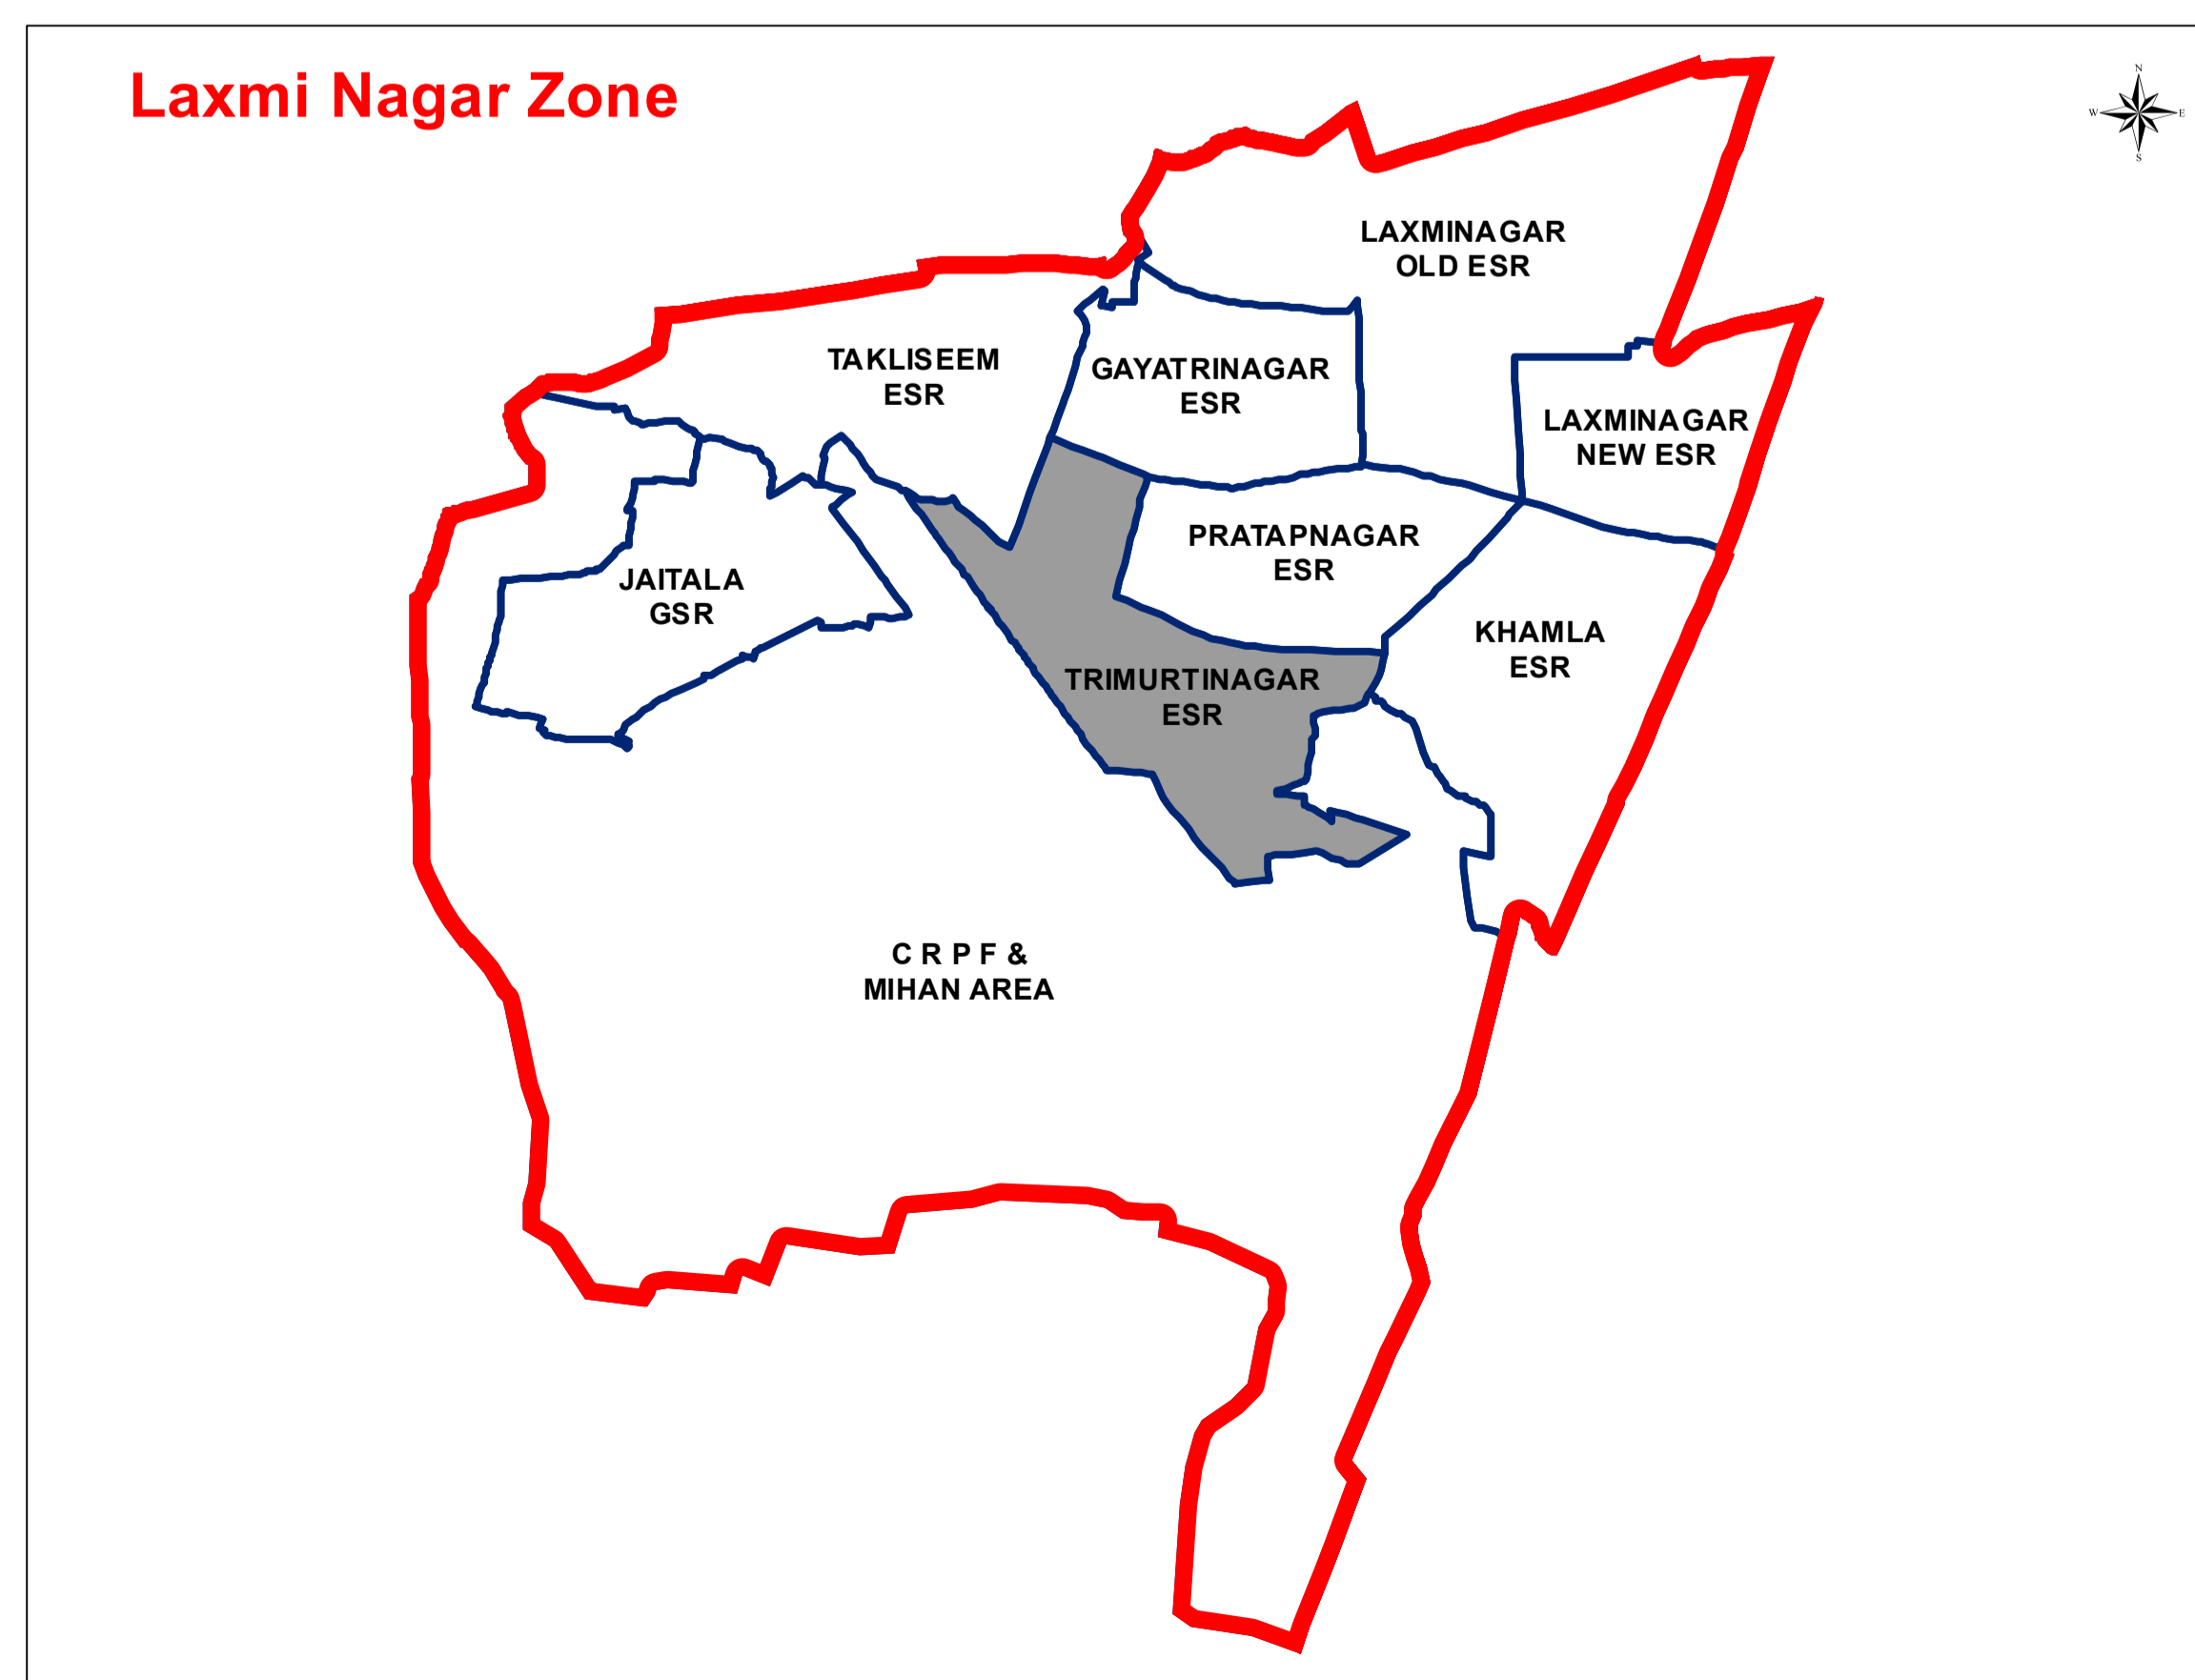 Laxmi Nagar Zone
N
W
E
S
LAXMINAGAR
OLD ESR
TAKLISEEM
ESR
GAYATRINAGAR
ESR
LAXMINAGAR
NEW ESR
PRATAPNAGAR
ESR
JAITALA
GSR
KHAMLA
ESR
TRIMURTINAGAR
ESR
C R P F &
MIHAN AREA